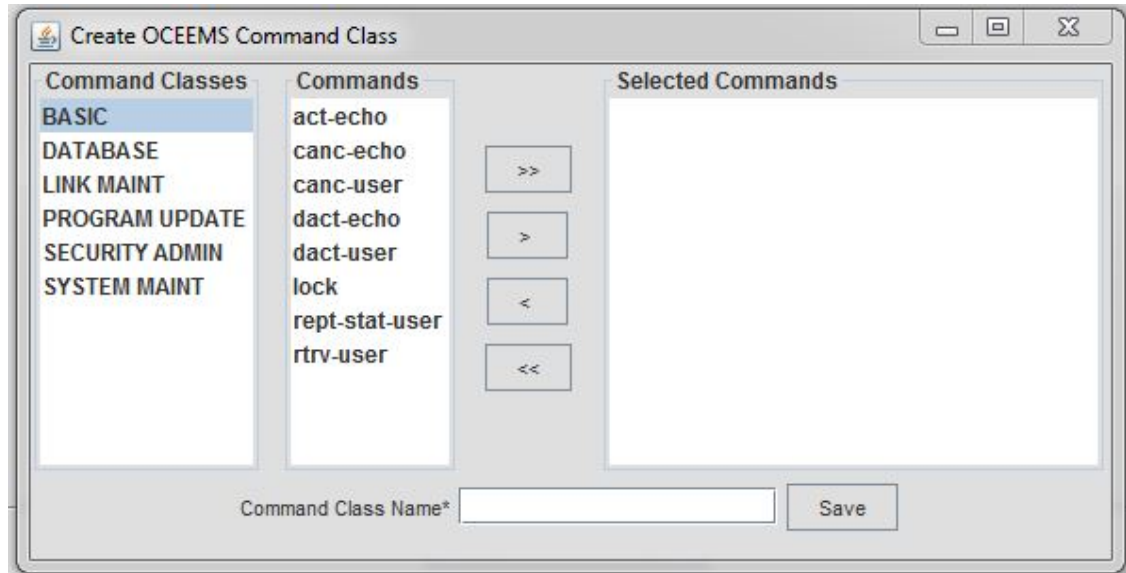 Create OCEEMS Command Class
Command Classes
BASIC
DATABASE
LINK MAINT
PROGRAM UPDATE
SECURITY ADMIN
SYSTEM MAINT
Commands
act-echo
canc-echo
canc-user
dact-echo
dact-user
lock
rept-stat-user
rtrv-user
>>
>
<
<<
Selected Commands
Command Class Name*
Save